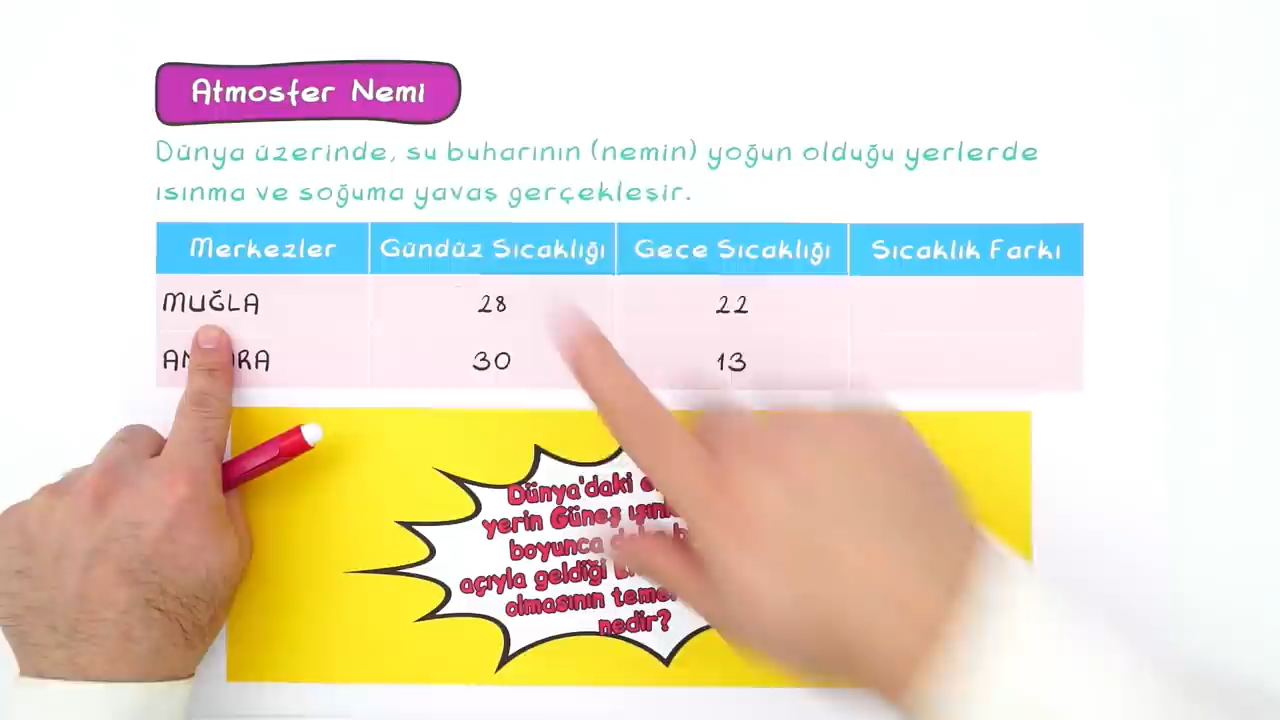 Atmosfer Nemi
Dünya üzerinde, su buharının (nemin) yoğun olduğu yerlerde
ısınma ve soğuma yavaş gerçekleşir.
Merkezler Gündüz Sıcaklığı Gece Sıcaklığı Sıcaklık Farkı
MUĞLA 28 22
30 13
Dünya'daki
yerin Güneş
boyunca
açıyla geldiği
olmasının
nedir?